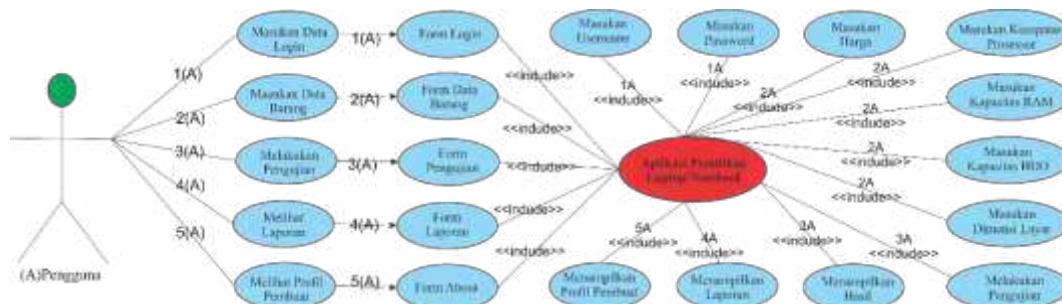 Masukan Data
Login
1(A)
Form Login
1(A)
Masukan Data
Barang
2(A)
Form Data
Barang
2(A)
Melakukan
Pengujian
3(A)
Form
Pengujian
3(A)
Melihat
Laporan
4(A)
Form
Laporan
4(A)
Melihat Profil
Pembuat
5(A)
Form About
5(A)
(A)Pengguna
<<include>>
<<include>>
<<include>>
<<include>>
<<include>>
Aplikasi Pemilihan
Laptop/Notebook
Masukan
Username
1A
<<include>>
Masukan
Password
1A
<<include>>
Masukan
Harga
2A
<<include>>
Masukan Kecepatan
Prosessor
2A
<<include>>
Masukan
Kapasitas RAM
2A
<<include>>
Masukan
Kapasitas HDD
2A
<<include>>
Masukan
Dimensi Layar
2A
<<include>>
Melakukan
Pengujian
3A
<<include>>
Menampilkan
Hasil
3A
<<include>>
Menampilkan
Laporan
4A
<<include>>
Menampilkan
Profil Pembuat
5A
<<include>>